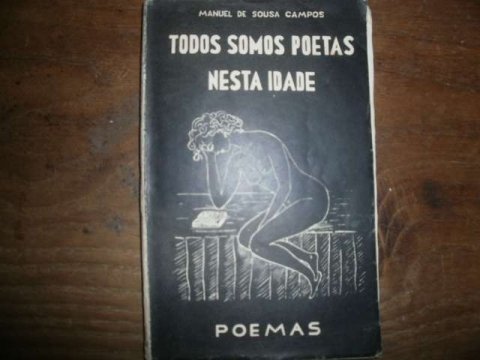 MANUEL DE SOUSA CAMPOS
TODOS SOMOS POETAS
NESTA IDADE
POEMAS